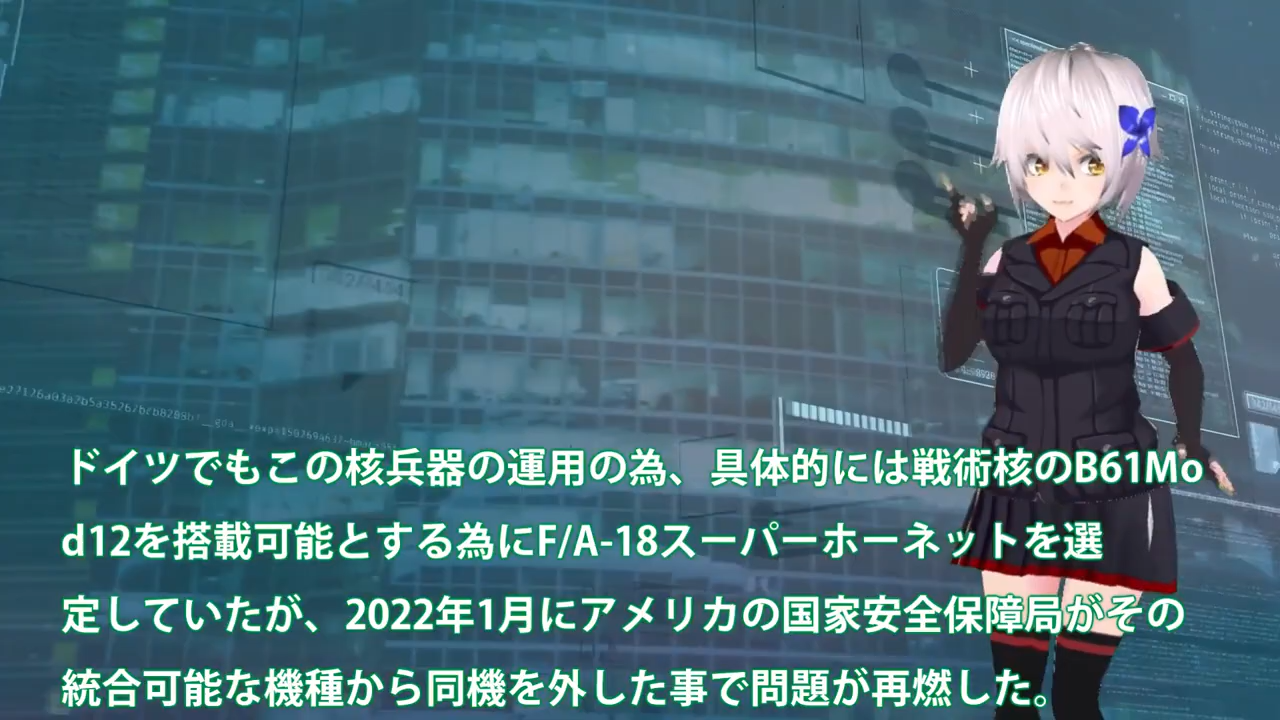 ドイツでもこの核兵器の運用の為、具体的には戦術核のB61Mo
d12を搭載可能とする為にF/A-18スーパーホーネットを選
定していたが、2022年1月にアメリカの国家安全保障局がその
統合可能な機種から同機を外した事で問題が再燃した。